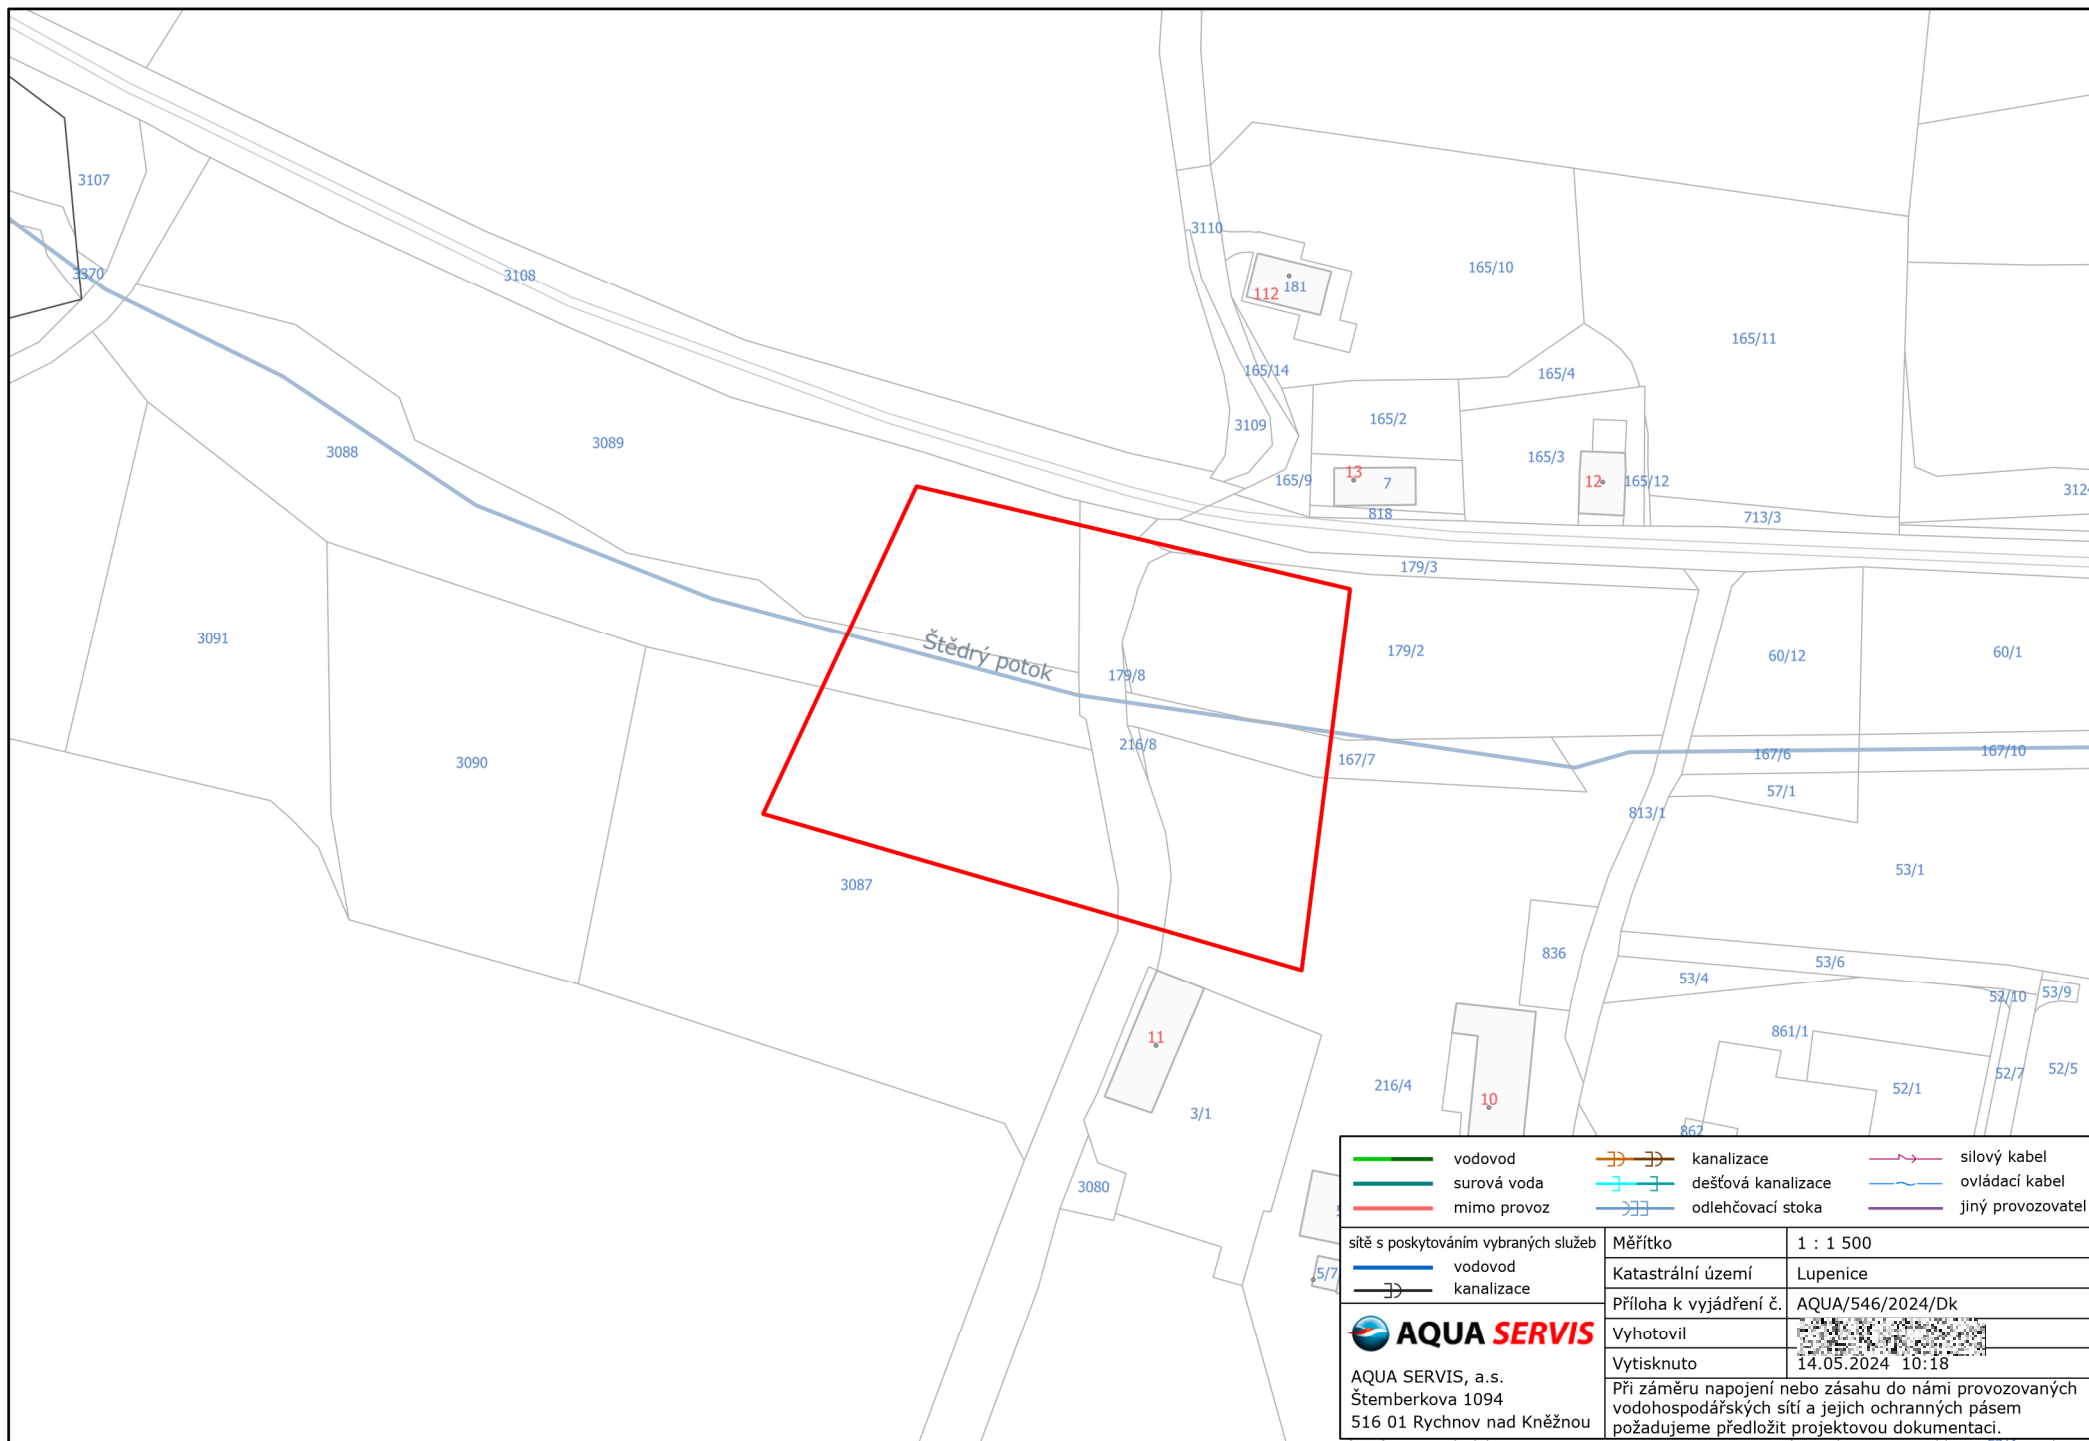 3107
3110
165/10
3370
3108
181
112
165/11
165/14
165/4
165/2
3109
3089
3088
165/3
13
7
165/9
12
165/12
818
713/3
179/3
3091
Štědrý potok
179/2
60/12
60/1
179/8
216/8
167/7
167/6
167/10
3090
57/1
813/1
53/1
3087
836
53/6
53/4
52/10
53/9
861/1
11
216/4
52/1
52/7
52/5
10
3/1
862
3080
5/7
vodovod
surová voda
mimo provoz
kanalizace
dešťová kanalizace
odlehčovací stoka
silový kabel
ovládací kabel
jiný provozovatel
sítě s poskytováním vybraných služeb
vodovod
kanalizace
Měřítko 1 : 1 500
Katastrální území Lupenice
Příloha k vyjádření č. AQUA/546/2024/Dk
Vyhotovil
Vytisknuto 14.05.2024 10:18
AQUA SERVIS
AQUA SERVIS, a.s.
Štemberkova 1094
516 01 Rychnov nad Kněžnou
Při záměru napojení nebo zásahu do námi provozovaných
vodohospodářských sítí a jejich ochranných pásem
požadujeme předložit projektovou dokumentaci.